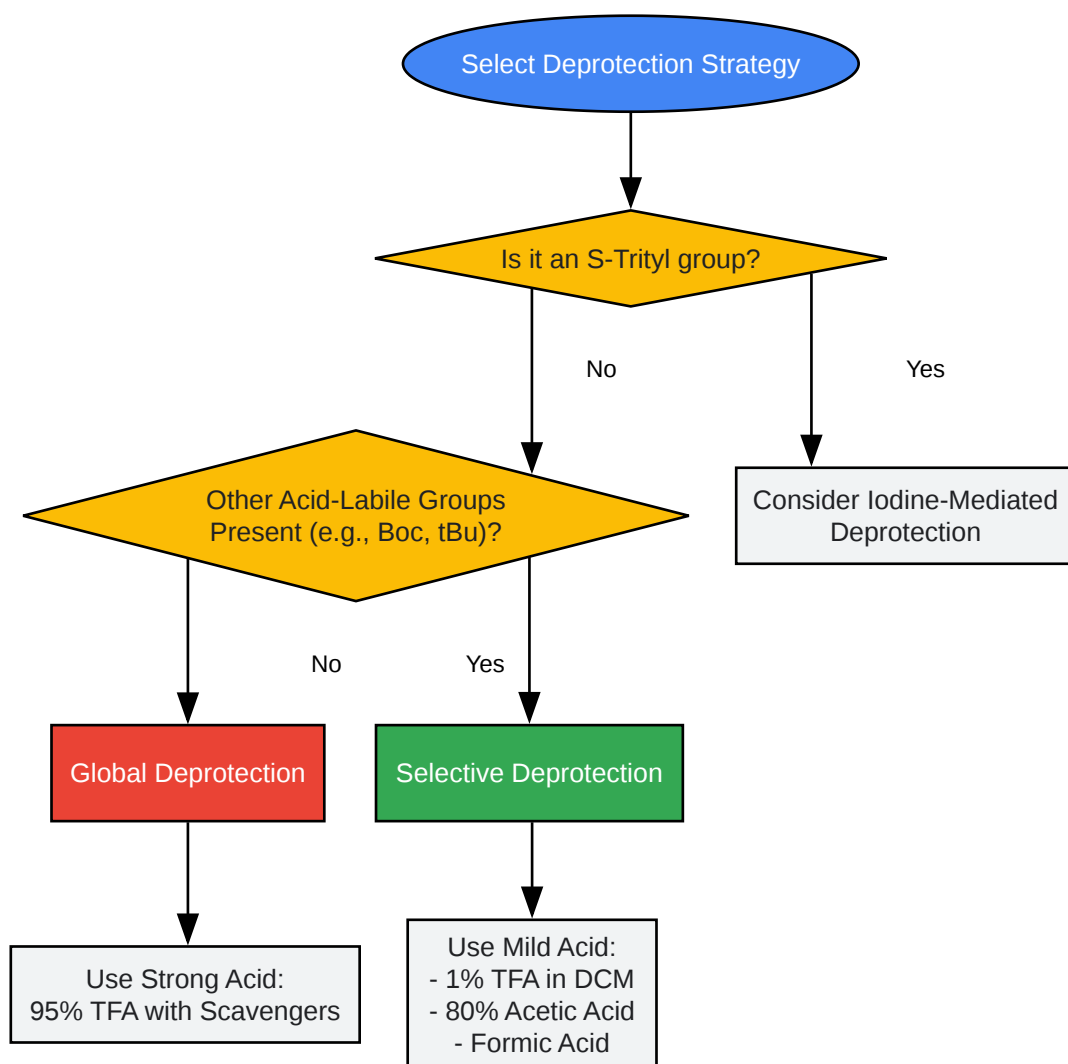 Select Deprotection Strategy
Is it an S-Trityl group?
No
Yes
Other Acid-Labile Groups
Present (e.g., Boc, tBu)?
Consider Iodine-Mediated
Deprotection
No
Yes
Global Deprotection
Selective Deprotection
Use Strong Acid:
95% TFA with Scavengers
Use Mild Acid:
- 1% TFA in DCM
- 80% Acetic Acid
- Formic Acid